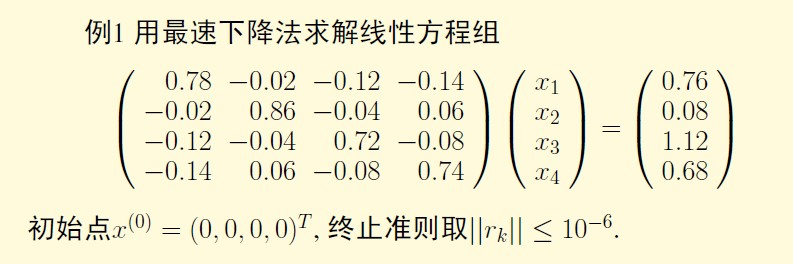 例1 用最速下降法求解线性方程组
0.78 −0.02 −0.12 −0.14 x1 0.76
−0.02 0.86 −0.04 0.06 x2 0.08
−0.12 −0.04 0.72 −0.08 x3 = 1.12
−0.14 0.06 −0.08 0.74 x4 0.68
初始点x^{(0)} = (0, 0, 0, 0)^T, 终止准则取||r_k|| ≤ 10^{−6}.